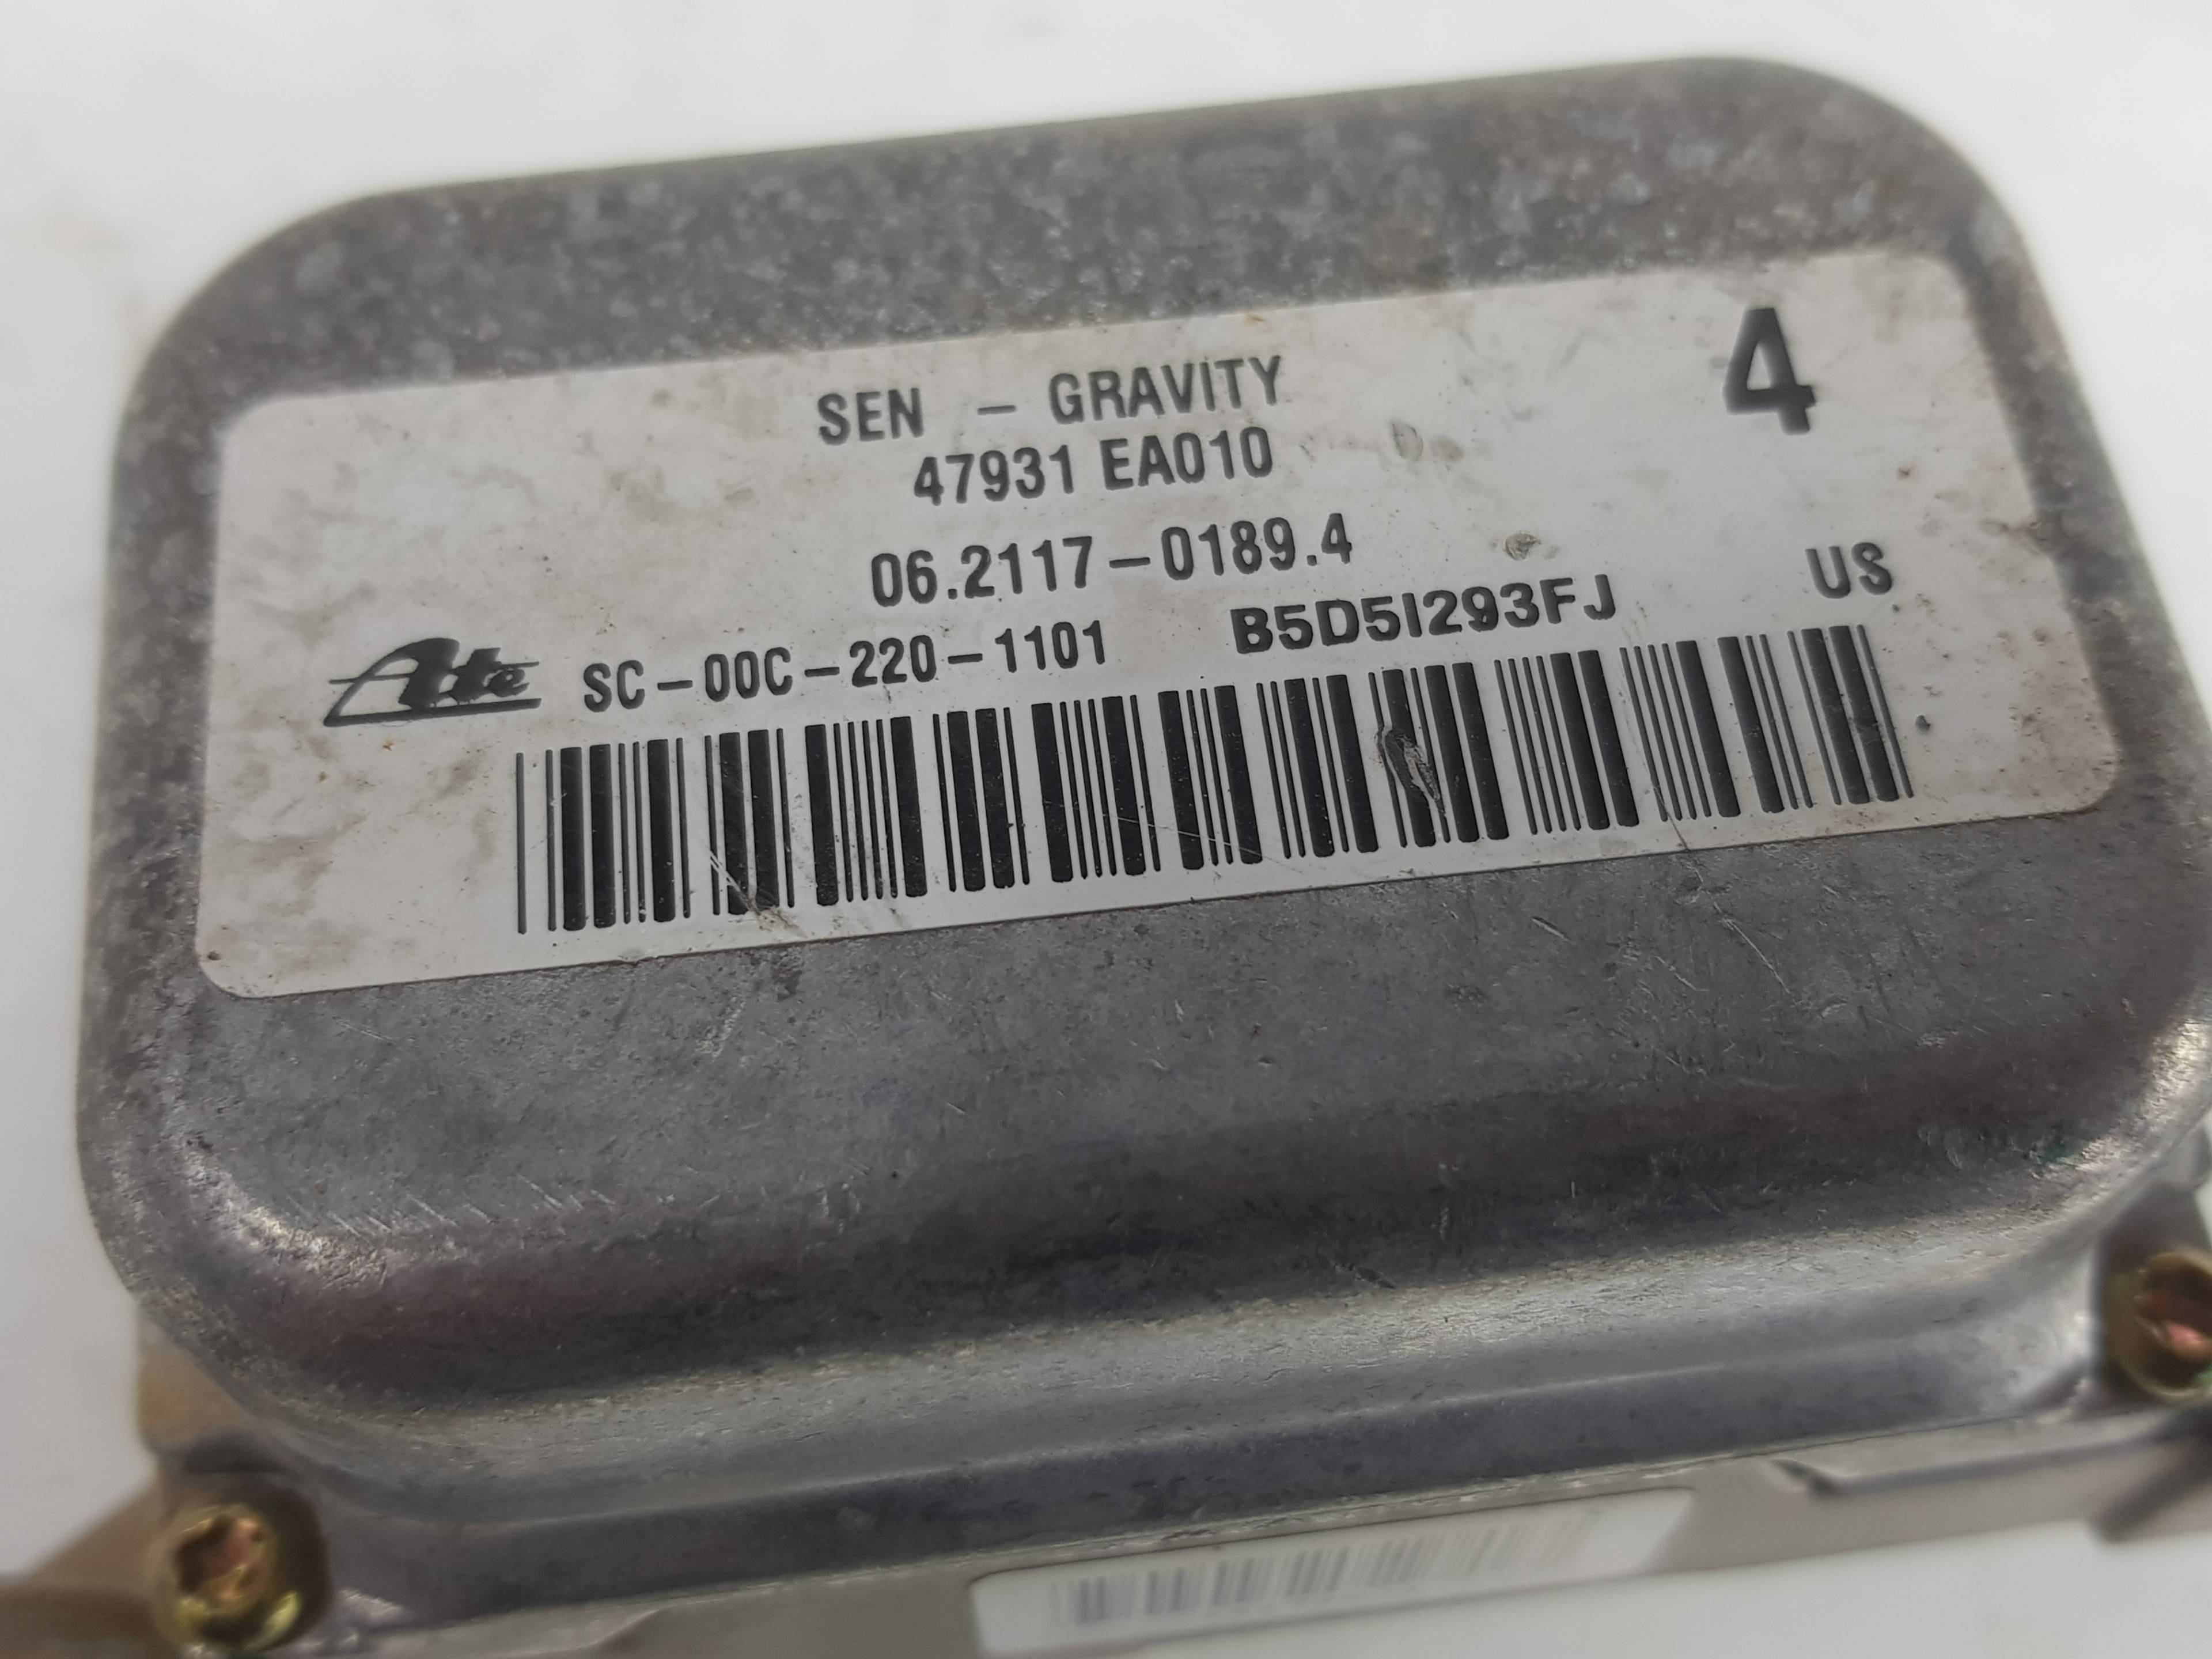 4
SEN - GRAVITY
47931 EA010
06.2117-0189.4
US
Ate SC-00C-220-1101 B5D5I293FJ